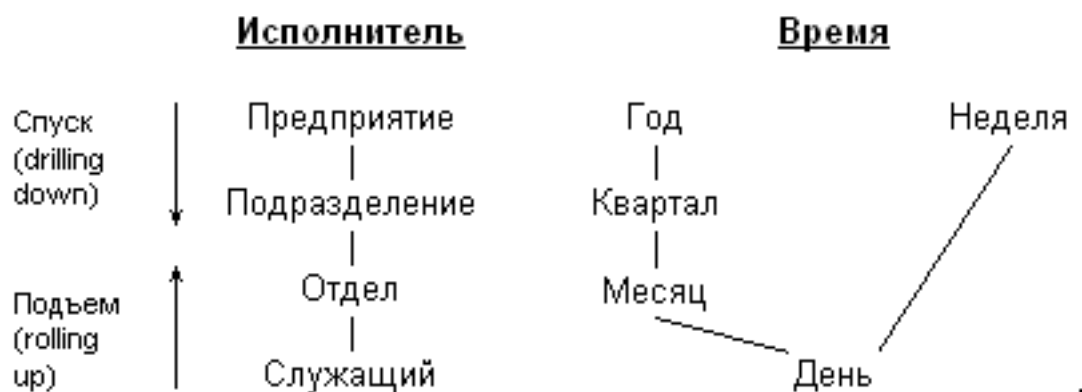 Исполнитель Время
Спуск
(drilling
down)
Предприятие Год Неделя
Подразделение Квартал
Отдел Месяц
Подъем
(rolling
up)
Служащий День
.